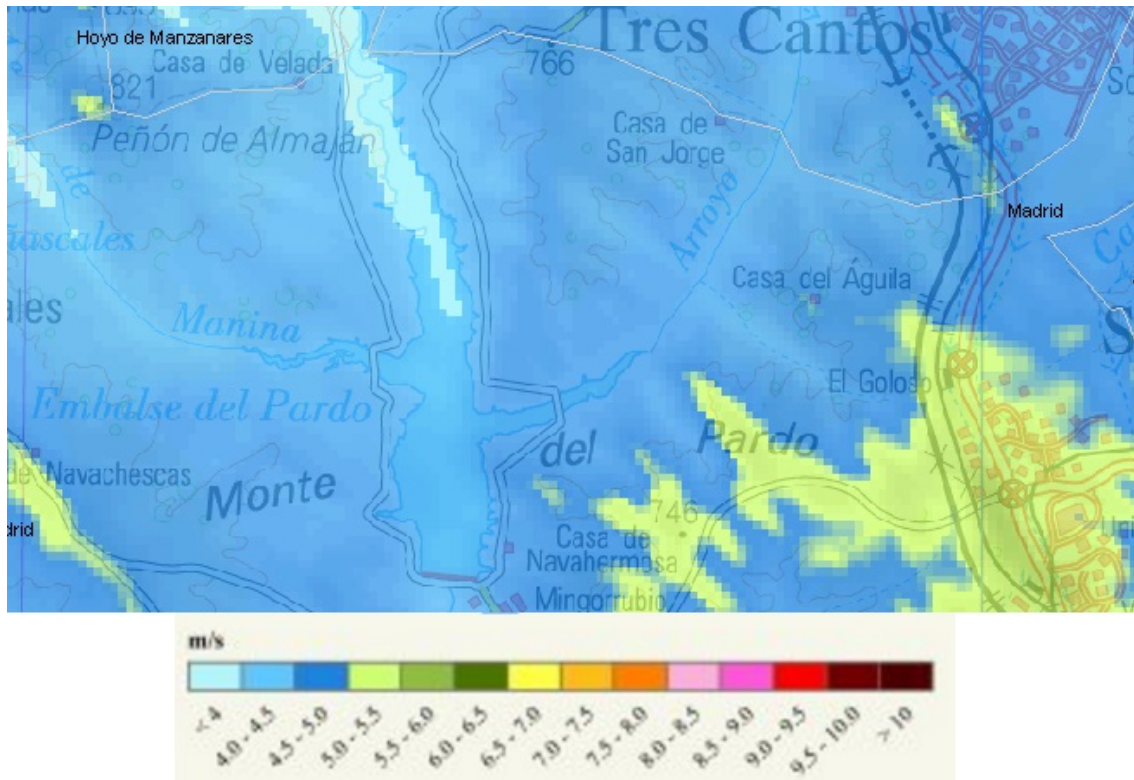 Hoyo de Manzanares
Casa de Velada
Tres Cantos
821
766
Peñón de Almaján
Casa de
San Jorge
de
Arroyo
Madrid
Casa del Águila
ales
Manina
El Goloso
Embalse del Pardo
Monte del Pardo
de Navachescas
drid
746
Casa de
Navahermosa
Mingorrubio
m/s
< 4
4.0 - 4.5
4.5 - 5.0
5.0 - 5.5
5.5 - 6.0
6.0 - 6.5
6.5 - 7.0
7.0 - 7.5
7.5 - 8.0
8.0 - 8.5
8.5 - 9.0
9.0 - 9.5
9.5 - 10.0
> 10